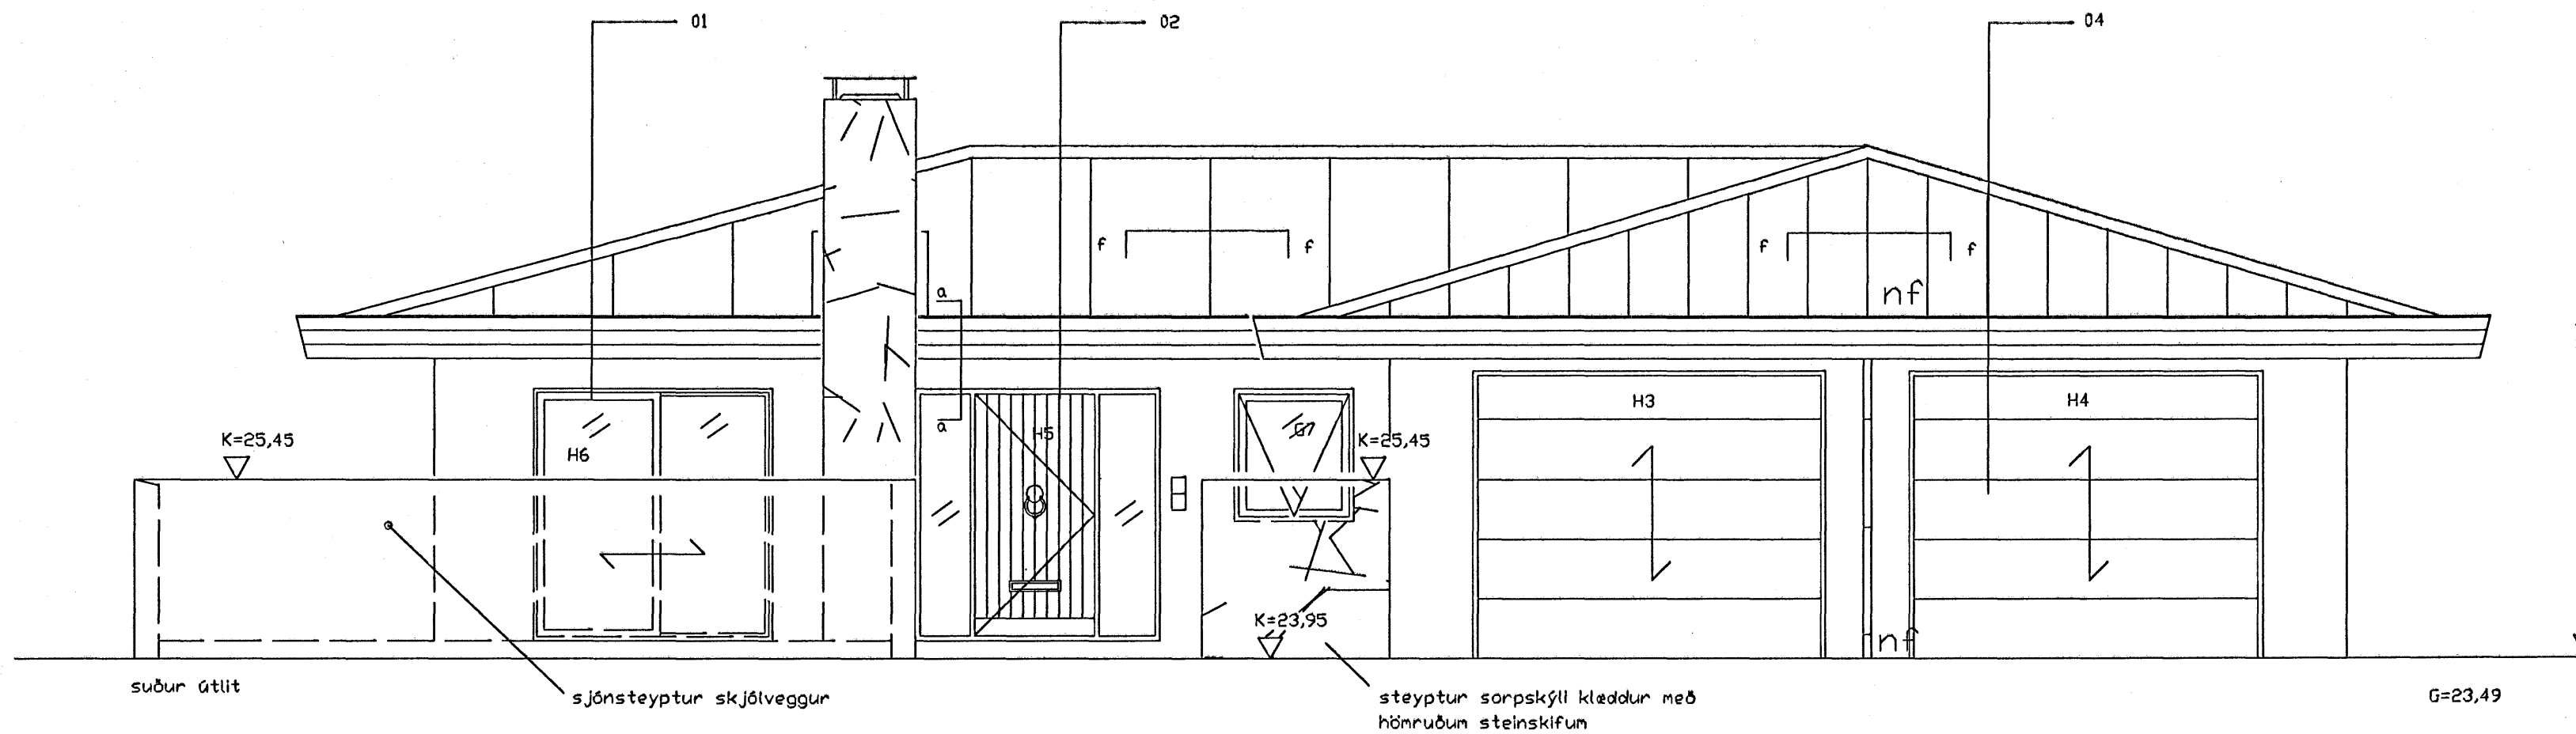 01
02
04
f
f
f
f
a
nf
H3
H4
a
H5
G7
K=25,45
K=25,45
H6
K=23,95
nf
suður útlit
sjónsteyptur skjólveggur
steyptur sorpskýli klæddur með
hömruðum steinskifum
G=23,49